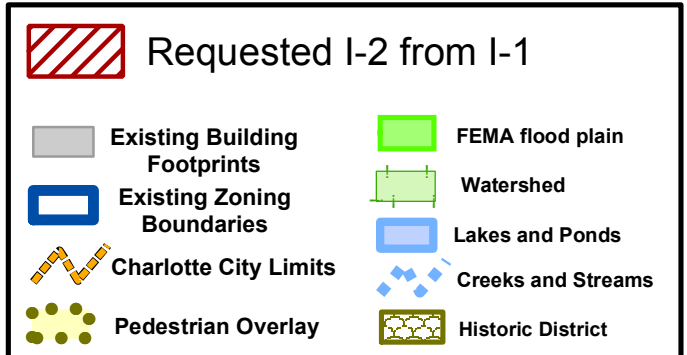 Requested I-2 from I-1
Existing Building
Footprints
Existing Zoning
Boundaries
Charlotte City Limits
Pedestrian Overlay
FEMA flood plain
Watershed
Lakes and Ponds
Creeks and Streams
Historic District